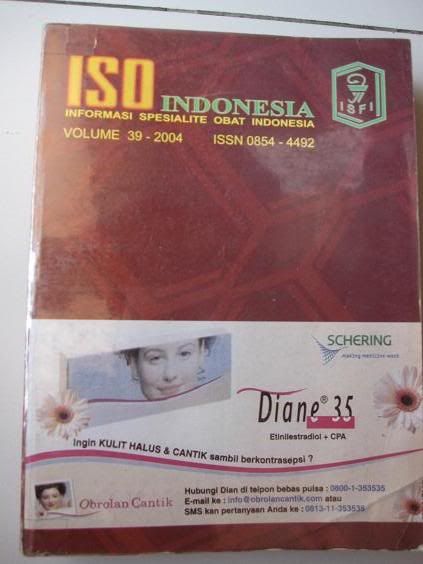 ISO INDONESIA
INFORMASI SPESIALITE OBAT INDONESIA
VOLUME 39 - 2004 ISSN 0854 - 4492
ISFI
SCHERING
making medicine work
Diane® 35
Etinilestradiol + CPA
Ingin KULIT HALUS & CANTIK sambil berkontrasepsi ?
Obrolan Cantik
Hubungi Dian di telpon bebas pulsa : 0800-1-353535
E-mail ke : info@obrolancantik.com atau
SMS kan pertanyaan Anda ke : 0813-11-353535